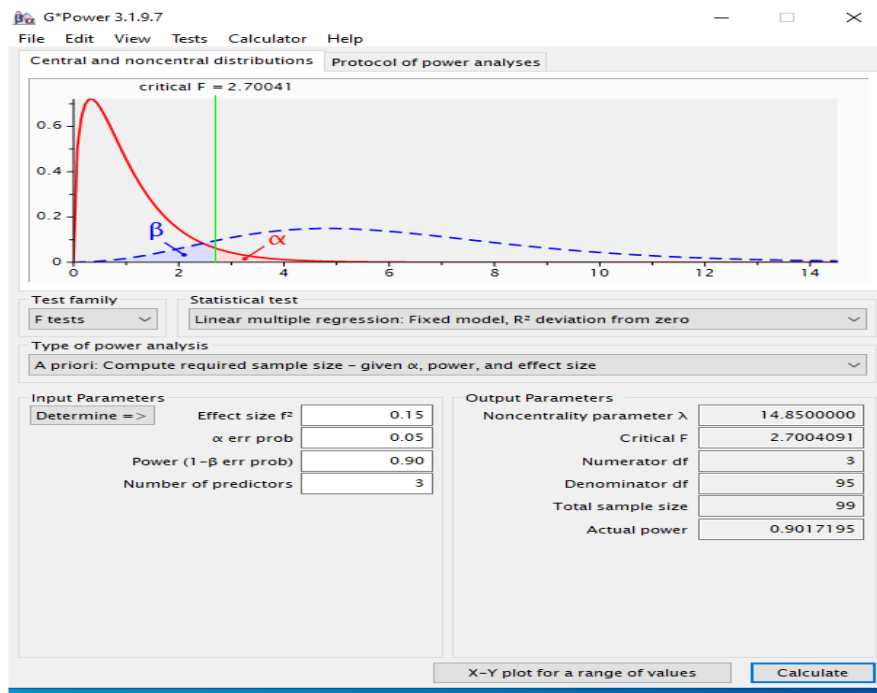 βα G*Power 3.1.9.7
File Edit View Tests Calculator Help
Central and noncentral distributions Protocol of power analyses
critical F = 2.70041
0.6
0.4
0.2
0
β
α
0 2 4 6 8 10 12 14
Test family Statistical test
F tests Linear multiple regression: Fixed model, R² deviation from zero
Type of power analysis
A priori: Compute required sample size – given α, power, and effect size
Input Parameters Output Parameters
Determine => Effect size f² 0.15 Noncentrality parameter λ 14.8500000
α err prob 0.05 Critical F 2.7004091
Power (1-β err prob) 0.90 Numerator df 3
Number of predictors 3 Denominator df 95
Total sample size 99
Actual power 0.9017195
X-Y plot for a range of values Calculate